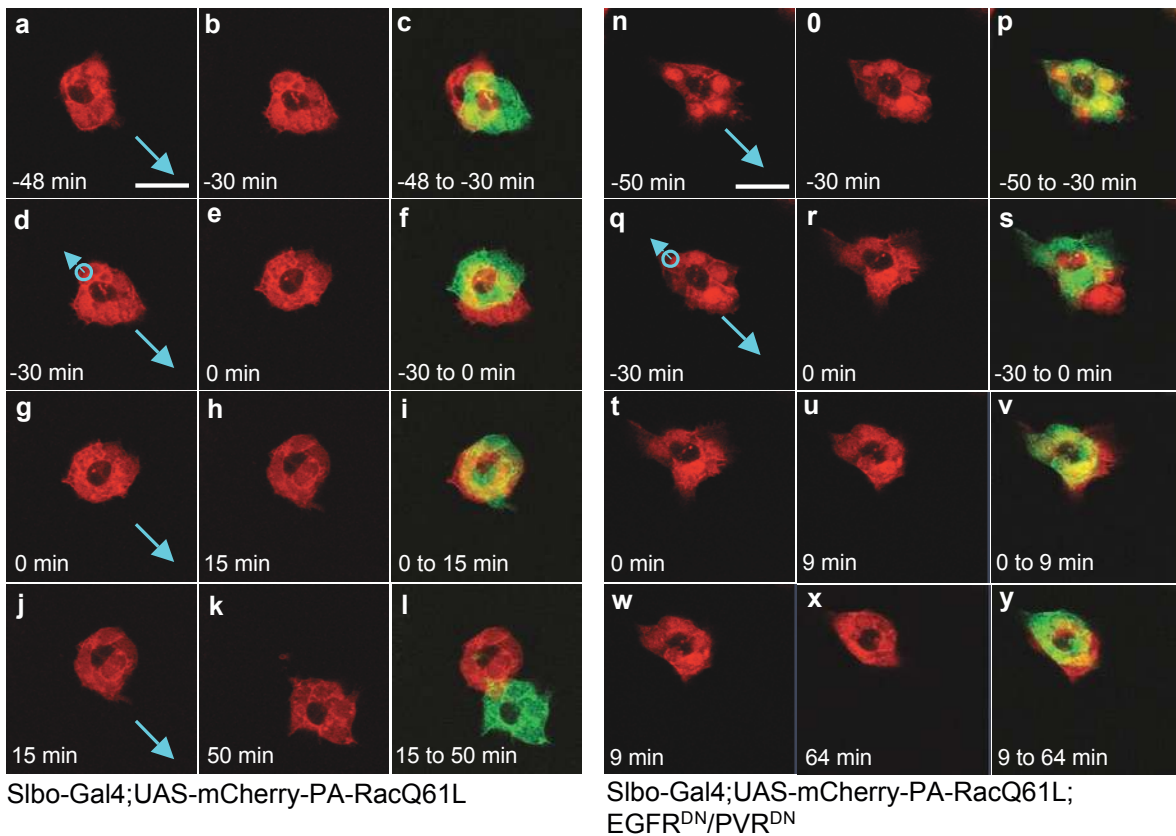 a b c n 0 p
-48 min -30 min -48 to -30 min -50 min -30 min -50 to -30 min
d e f q r s
-30 min 0 min -30 to 0 min -30 min 0 min -30 to 0 min
g h i t u v
0 min 15 min 0 to 15 min 0 min 9 min 0 to 9 min
j k l w x y
15 min 50 min 15 to 50 min 9 min 64 min 9 to 64 min
Slbo-Gal4;UAS-mCherry-PA-RacQ61L
Slbo-Gal4;UAS-mCherry-PA-RacQ61L;
EGFRDN/PVRDN